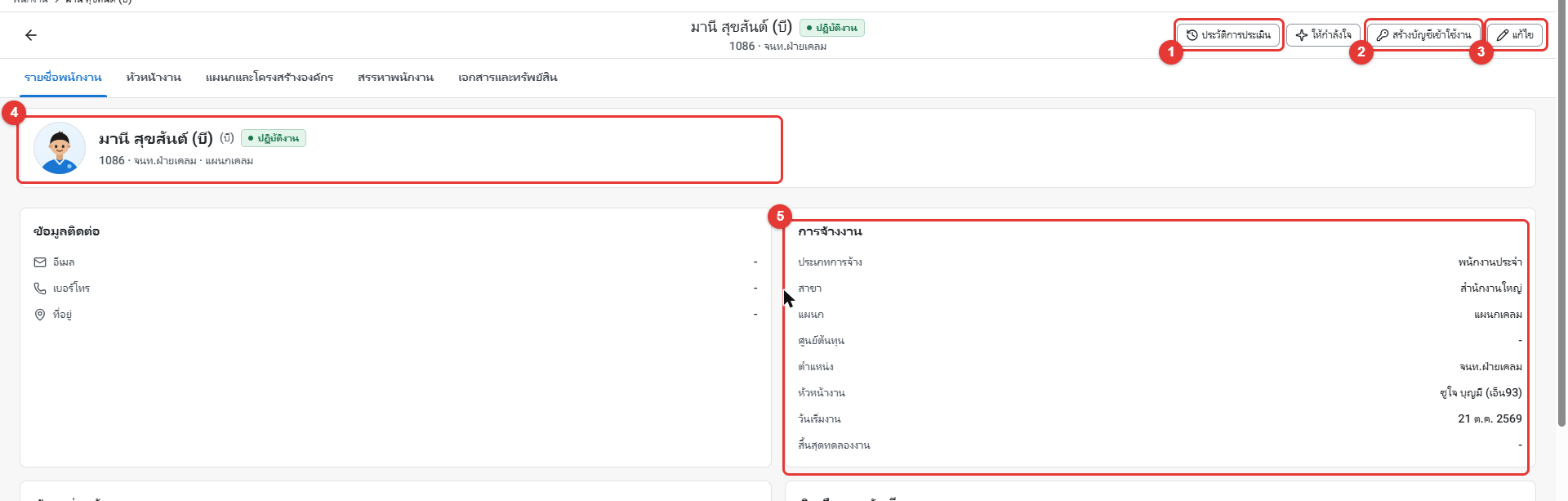 พนักงาน > มานี สุขสันต์ (บี)
มานี สุขสันต์ (บี) ปฏิบัติงาน
1086 · จนท.ฝ่ายเคลม
ประวัติการประเมิน
ให้กำลังใจ
สร้างบัญชีเข้าใช้งาน
แก้ไข
1
2
3
รายชื่อพนักงาน หัวหน้างาน แผนกและโครงสร้างองค์กร สรรหาพนักงาน เอกสารและทรัพย์สิน
4
มานี สุขสันต์ (บี) (บี) ปฏิบัติงาน
1086 · จนท.ฝ่ายเคลม · แผนกเคลม
ข้อมูลติดต่อ
อีเมล -
เบอร์โทร -
ที่อยู่ -
5
การจ้างงาน
ประเภทการจ้าง พนักงานประจำ
สาขา สำนักงานใหญ่
แผนก แผนกเคลม
ศูนย์ต้นทุน -
ตำแหน่ง จนท.ฝ่ายเคลม
หัวหน้างาน ชูใจ บุญมี (เอ็น93)
วันเริ่มงาน 21 ต.ค. 2569
สิ้นสุดทดลองงาน -